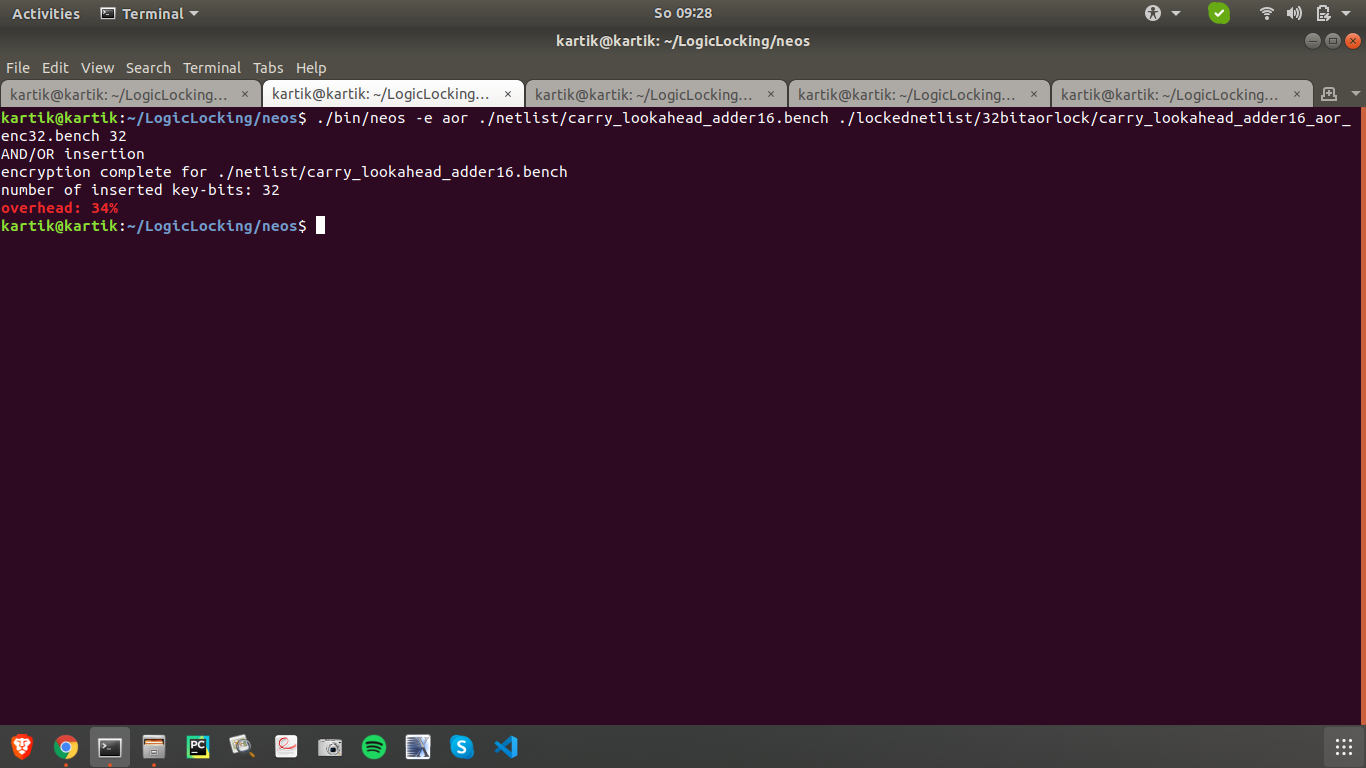 Activities Terminal So 09:28
kartik@kartik: ~/LogicLocking/neos
File Edit View Search Terminal Tabs Help
kartik@kartik: ~/LogicLocking/... × kartik@kartik: ~/LogicLocking... × kartik@kartik: ~/LogicLocking/... × kartik@kartik: ~/LogicLocking/... × kartik@kartik: ~/LogicLocking/... ×
kartik@kartik:~/LogicLocking/neos$ ./bin/neos -e aor ./netlist/carry_lookahead_adder16.bench ./lockednetlist/32bitaorlock/carry_lookahead_adder16_aor_
enc32.bench 32
AND/OR insertion
encryption complete for ./netlist/carry_lookahead_adder16.bench
number of inserted key-bits: 32
overhead: 34%
kartik@kartik:~/LogicLocking/neos$
PC